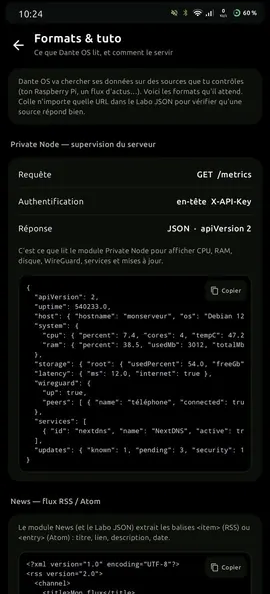 10:24
60 %
Formats & tuto
Ce que Dante OS lit, et comment le servir
Dante OS va chercher ses données sur des sources que tu contrôles
(ton Raspberry Pi, un flux d'actus…). Voici les formats qu'il attend.
Colle n'importe quelle URL dans le Labo JSON pour vérifier qu'une
source répond bien.
Private Node — supervision du serveur
Requête GET /metrics
Authentification en-tête X-API-Key
Réponse JSON · apiVersion 2
C'est ce que lit le module Private Node pour afficher CPU, RAM,
disque, WireGuard, services et mises à jour.
Copier
{
"apiVersion": 2,
"uptime": 540233.0,
"host": { "hostname": "monserveur", "os": "Debian 12
"system": {
"cpu": { "percent": 7.4, "cores": 4, "tempC": 47.2
"ram": { "percent": 38.5, "usedMb": 3012, "totalMb
},
"storage": { "root": { "usedPercent": 54.0, "freeGb"
"latency": { "ms": 12.0, "internet": true },
"wireguard": {
"up": true,
"peers": [ { "name": "téléphone", "connected": tru
},
"services": [
{ "id": "nextdns", "name": "NextDNS", "active": tr
],
"updates": { "known": 1, "pending": 3, "security": 1
}
News — flux RSS / Atom
Le module News (et le Labo JSON) extrait les balises <item> (RSS) ou
<entry> (Atom) : titre, lien, description, date.
Copier
<?xml version="1.0" encoding="UTF-8"?>
<rss version="2.0">
<channel>
<title>Mon flux</title>